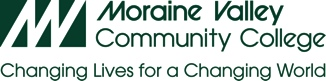 Moraine Valley
Community College
Changing Lives for a Changing World